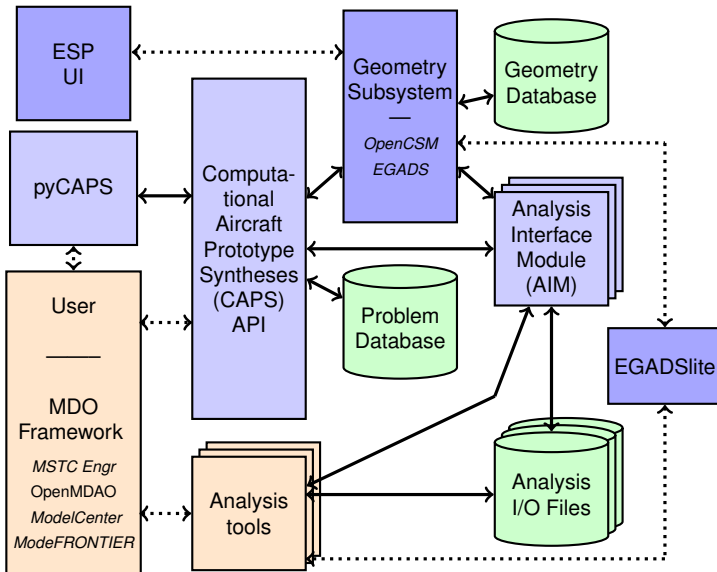 ESP
UI
Geometry
Subsystem
—
OpenCSM
EGADS
Geometry
Database
pyCAPS
Computa-
tional
Aircraft
Prototype
Syntheses
(CAPS)
API
Analysis
Interface
Module
(AIM)
Problem
Database
User
MDO
Framework
MSTC Engr
OpenMDAO
ModelCenter
ModeFRONTIER
EGADSlite
Analysis
tools
Analysis
I/O Files